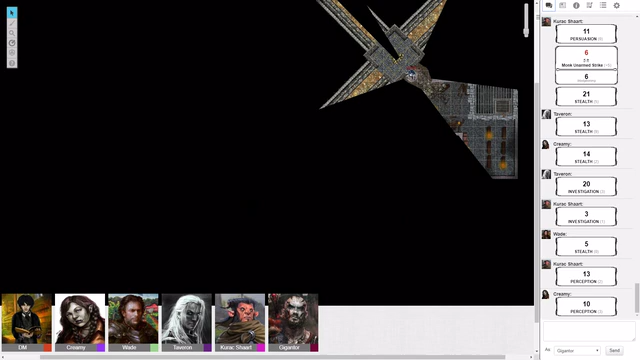 Kurac Shaart:
11
PERSUASION
6
Monk Unarmed Strike
6
21
STEALTH
Taveron:
13
STEALTH
Creamy:
14
STEALTH
Taveron:
20
INVESTIGATION
Kurac Shaart:
3
INVESTIGATION
Wade:
5
STEALTH
Kurac Shaart:
13
PERCEPTION
Creamy:
10
PERCEPTION
GM
Creamy
Wade
Taveron
Kurac Shaart
Gigantor
As:
Gigantor
Send